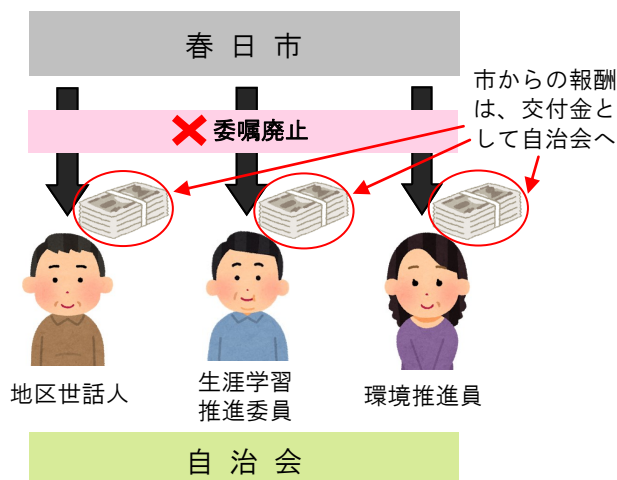 春日市
市からの報酬
は、交付金と
して自治会へ
委嘱廃止
地区世話人
生涯学習
推進委員
環境推進員
自治会